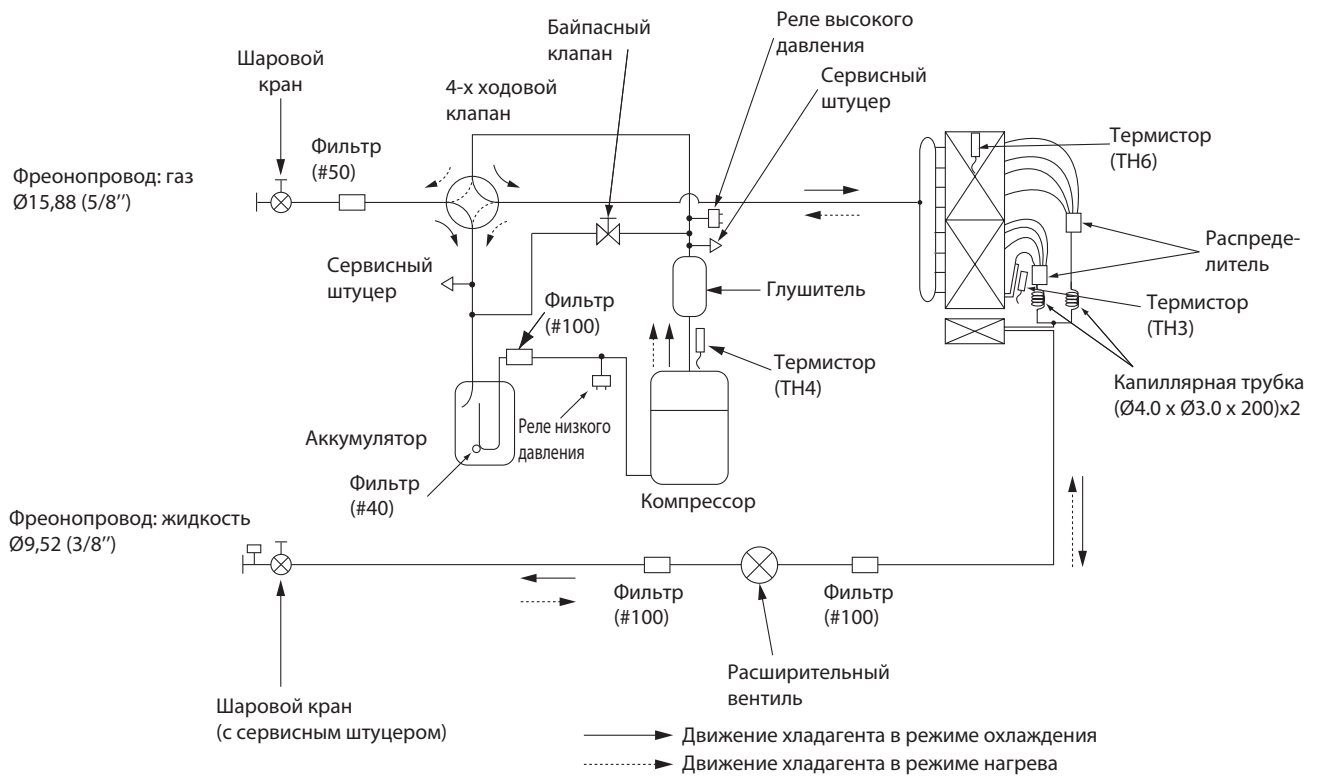 Байпасный
клапан
Реле высокого
давления
Шаровой
кран
4-х ходовой
клапан
Сервисный
штуцер
Фильтр
(#50)
Термистор
(TH6)
Фреонопровод: газ
Ø15,88 (5/8’’)
Распреде-
литель
Сервисный
штуцер
Фильтр
(#100)
Глушитель
Термистор
(TH3)
Термистор
(TH4)
Капиллярная трубка
(Ø4.0 x Ø3.0 x 200)x2
Аккумулятор
Реле низкого
давления
Фильтр
(#40)
Компрессор
Фреонопровод: жидкость
Ø9,52 (3/8’’)
Фильтр
(#100)
Фильтр
(#100)
Расширительный
вентиль
Шаровой кран
(с сервисным штуцером)
Движение хладагента в режиме охлаждения
Движение хладагента в режиме нагрева